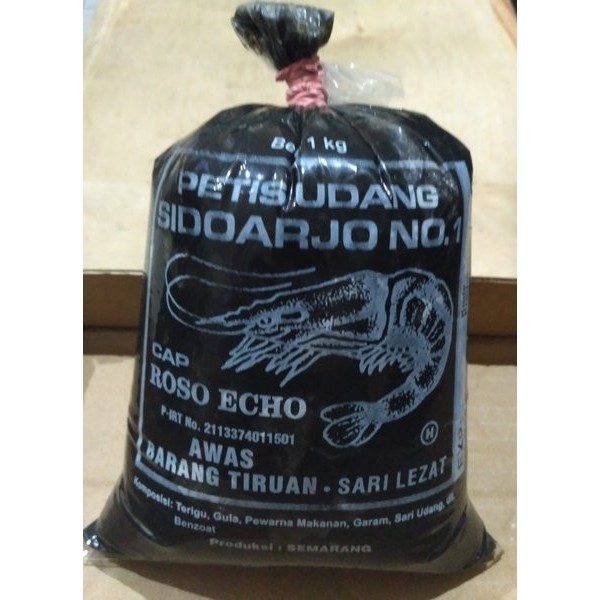 1 kg
PETIS UDANG
SIDOARJO NO.1
CAP
ROSO ECHO
P-IRT No. 2113374011501
H
AWAS
BARANG TIRUAN • SARI LEZAT
Komposisi: Terigu, Gula, Pewarna Makanan, Garam, Sari Udang,
Benzoat
Produksi : SEMARANG